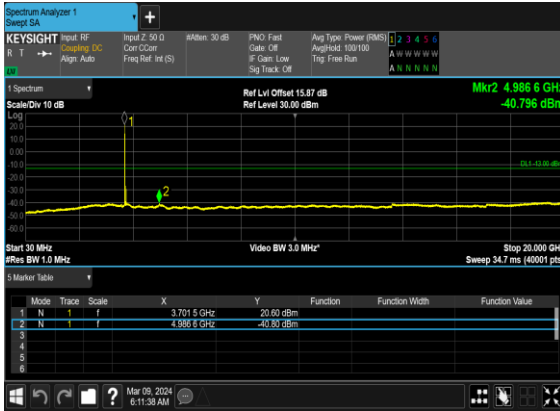 Spectrum Analyzer 1
Swept SA
+
KEYSIGHT Input: RF Input Z: 50 Ω #Atten: 30 dB PNO: Fast Avg Type: Power (RMS) 1 2 3 4 5 6
R T Coupling: DC Corr CCorr Gate: Off Avg|Hold: 100/100 A W W W W W
Align: Auto Freq Ref: Int (S) IF Gain: Low Trig: Free Run
Sig Track: Off A N N N N N
1 Spectrum Ref Lvl Offset 15.87 dB Mkr2 4.986 6 GHz
Scale/Div 10 dB Ref Level 30.00 dBm -40.796 dBm
Log
1
20.0
10.0
0.00
-10.0
DL1 -13.00 dBm
-20.0
-30.0
2
-40.0
-50.0
-60.0
Start 30 MHz Video BW 3.0 MHz* Stop 20.000 GHz
#Res BW 1.0 MHz Sweep 34.7 ms (40001 pts)
5 Marker Table
Mode Trace Scale X Y Function Function Width Function Value
1 N 1 f 3.701 5 GHz 20.60 dBm
2 N 1 f 4.986 6 GHz -40.80 dBm
3
4
5
6
? Mar 09, 2024
6:11:38 AM